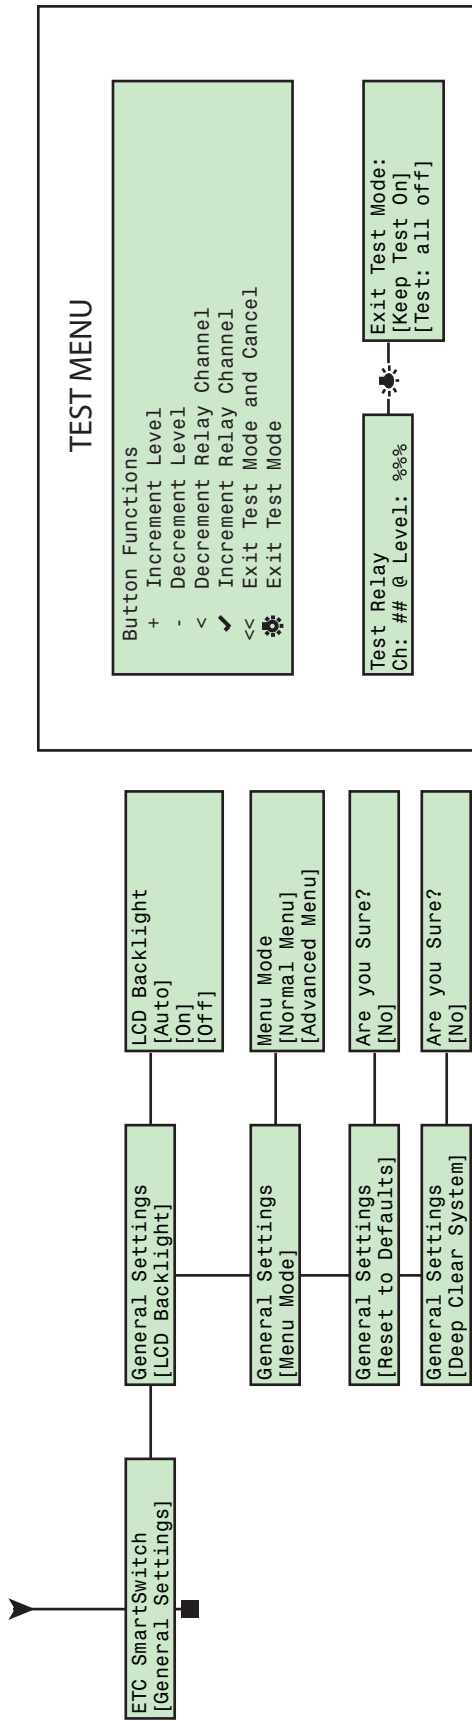 ETC SmartSwitch
[General Settings]
General Settings
[LCD Backlight]
LCD Backlight
[Auto]
[On]
[Off]
General Settings
[Menu Mode]
Menu Mode
[Normal Menu]
[Advanced Menu]
General Settings
[Reset to Defaults]
Are you Sure?
[No]
General Settings
[Deep Clear System]
Are you Sure?
[No]
TEST MENU
Button Functions
+ Increment Level
- Decrement Level
< Decrement Relay Channel
✓ Increment Relay Channel
<< Exit Test Mode and Cancel
Exit Test Mode
Test Relay
Ch: ## @ Level: %%%
Exit Test Mode:
[Keep Test On]
[Test: all off]